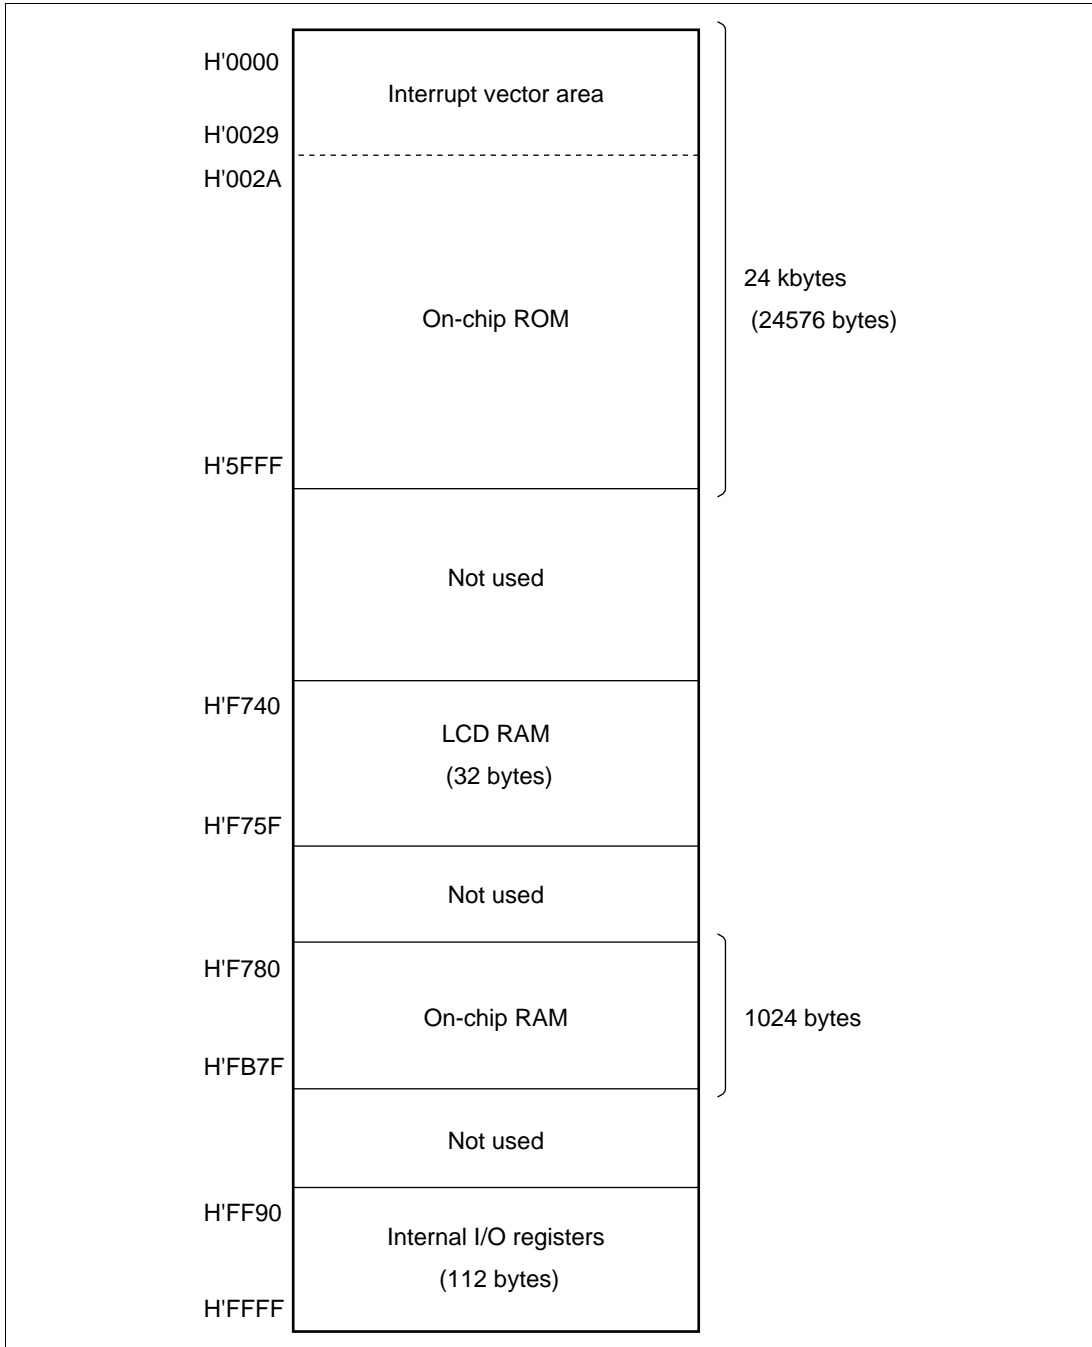 H'0000
Interrupt vector area
H'0029
H'002A
24 kbytes
(24576 bytes)
On-chip ROM
H'5FFF
Not used
H'F740
LCD RAM
(32 bytes)
H'F75F
Not used
H'F780
On-chip RAM
1024 bytes
H'FB7F
Not used
H'FF90
Internal I/O registers
(112 bytes)
H'FFFF